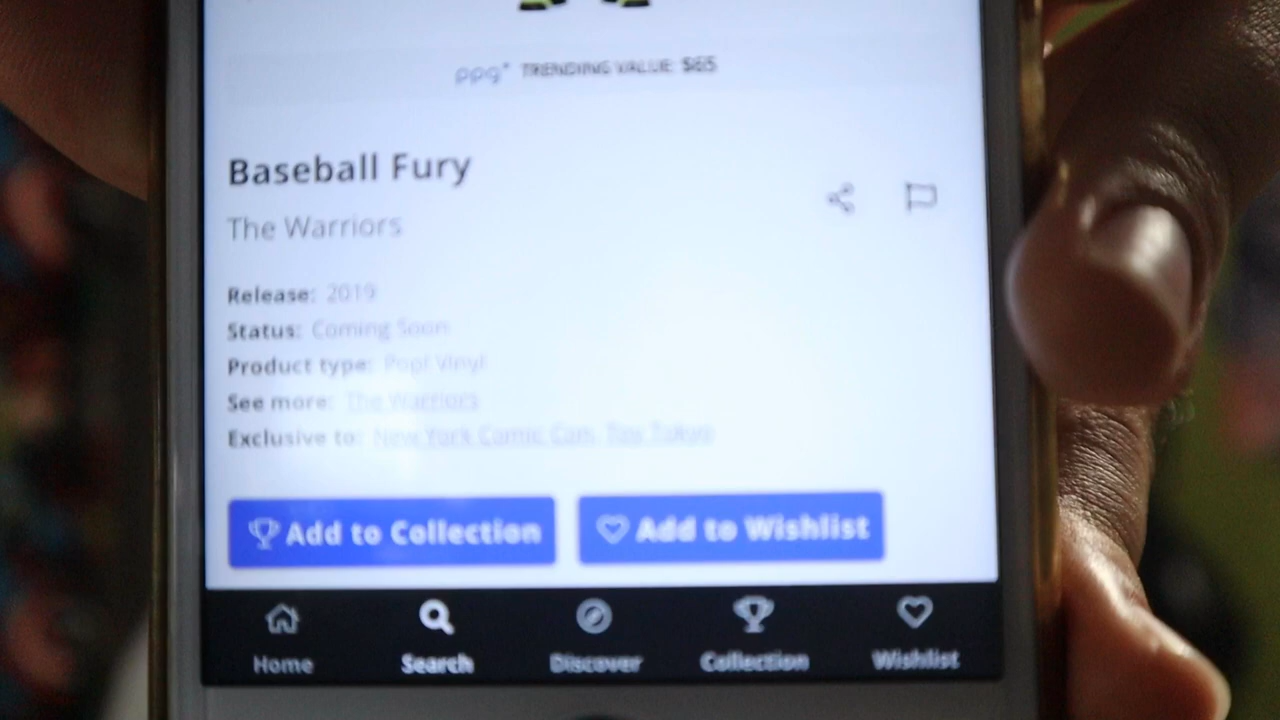 ppg* TRENDING VALUE: $65
Baseball Fury
The Warriors
Release: 2019
Status: Coming Soon
Product type: Pop! Vinyl
See more: The Warriors
Exclusive to: New York Comic Con, Toy Tokyo
Add to Collection Add to Wishlist
Home Search Discover Collection Wishlist